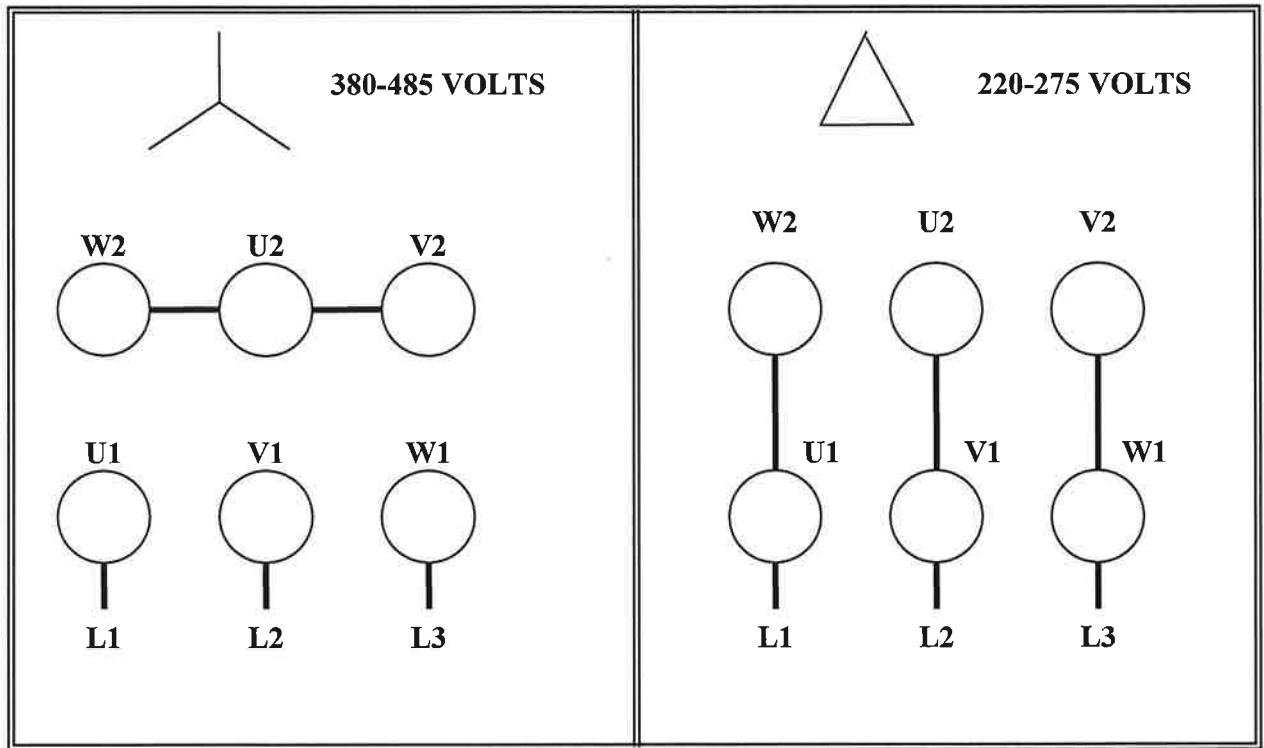 380-485 VOLTS
W2 U2 V2
U1 V1 W1
L1 L2 L3
220-275 VOLTS
W2 U2 V2
U1 V1 W1
L1 L2 L3